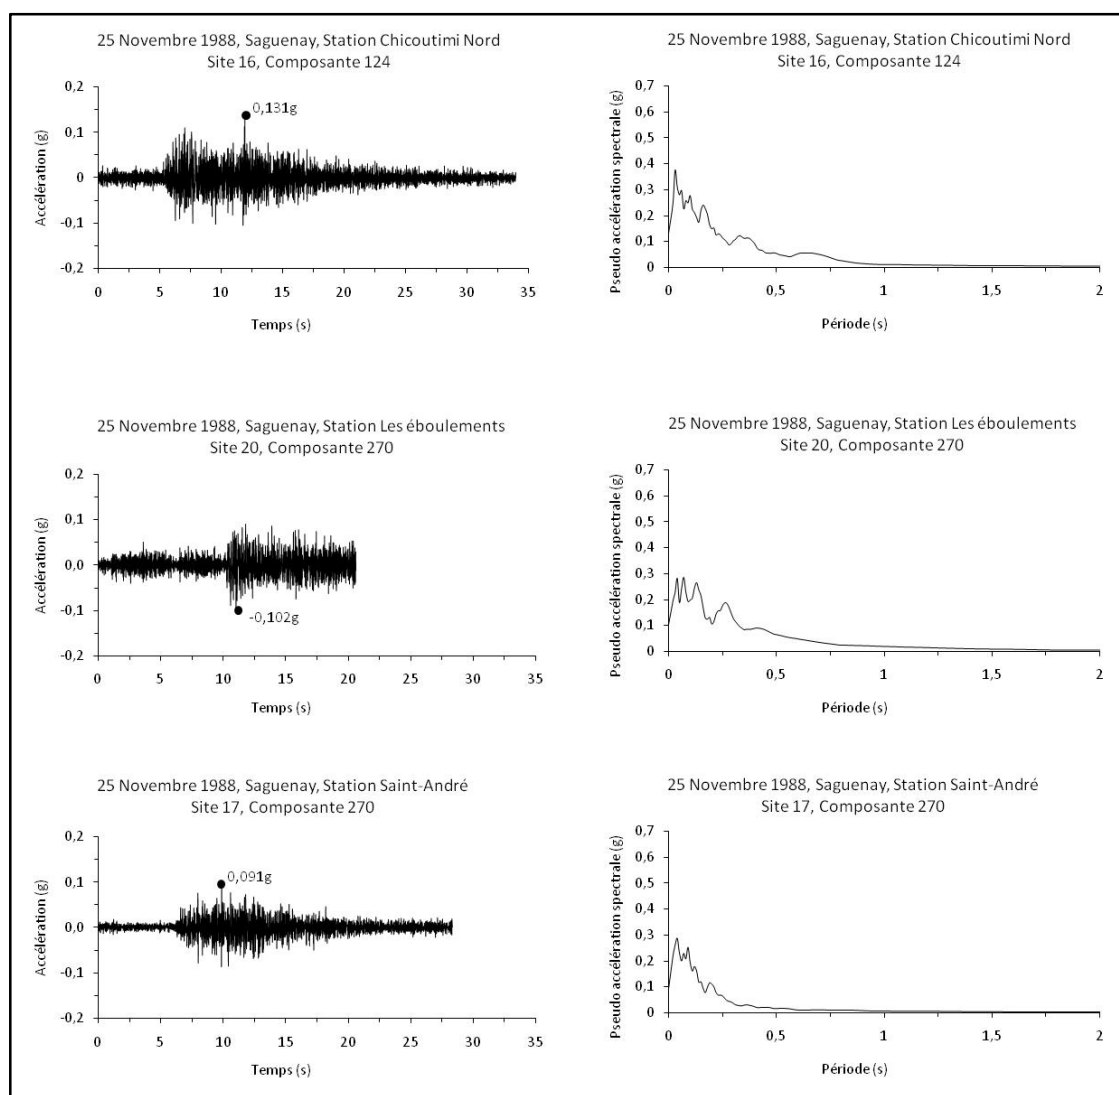 25 Novembre 1988, Saguenay, Station Chicoutimi Nord
Site 16, Composante 124
Accélération (g)
0,2
0,1
0
-0,1
-0,2
0,131g
0 5 10 15 20 25 30 35
Temps (s)
25 Novembre 1988, Saguenay, Station Chicoutimi Nord
Site 16, Composante 124
Pseudo accélération spectrale (g)
0,7
0,6
0,5
0,4
0,3
0,2
0,1
0
0 0,5 1 1,5 2
Période (s)
25 Novembre 1988, Saguenay, Station Les éboulements
Site 20, Composante 270
Accélération (g)
0,2
0,1
0,0
-0,1
-0,2
-0,102g
0 5 10 15 20 25 30 35
Temps (s)
25 Novembre 1988, Saguenay, Station Les éboulements
Site 20, Composante 270
Pseudo accélération spectrale (g)
0,7
0,6
0,5
0,4
0,3
0,2
0,1
0
0 0,5 1 1,5 2
Période (s)
25 Novembre 1988, Saguenay, Station Saint-André
Site 17, Composante 270
Accélération (g)
0,2
0,1
0,0
-0,1
-0,2
0,091g
0 5 10 15 20 25 30 35
Temps (s)
25 Novembre 1988, Saguenay, Station Saint-André
Site 17, Composante 270
Pseudo accélération spectrale (g)
0,7
0,6
0,5
0,4
0,3
0,2
0,1
0
0 0,5 1 1,5 2
Période (s)